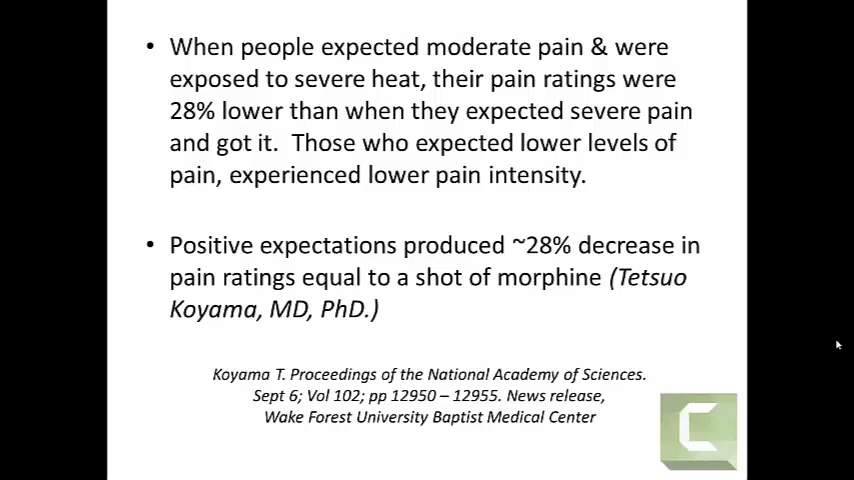 • When people expected moderate pain & were
exposed to severe heat, their pain ratings were
28% lower than when they expected severe pain
and got it.  Those who expected lower levels of
pain, experienced lower pain intensity.
• Positive expectations produced ~28% decrease in
pain ratings equal to a shot of morphine (Tetsuo
Koyama, MD, PhD.)
Koyama T. Proceedings of the National Academy of Sciences.
Sept 6; Vol 102; pp 12950 – 12955. News release,
Wake Forest University Baptist Medical Center
C